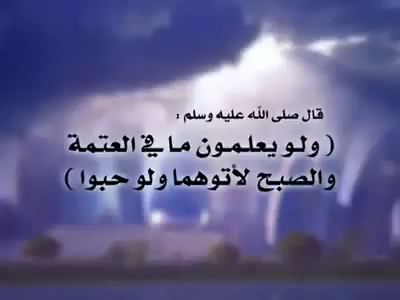 قال صلى الله عليه وسلم :
( ولو يعلمون ما في العتمة
والصبح لأتوهما ولو حبوا )